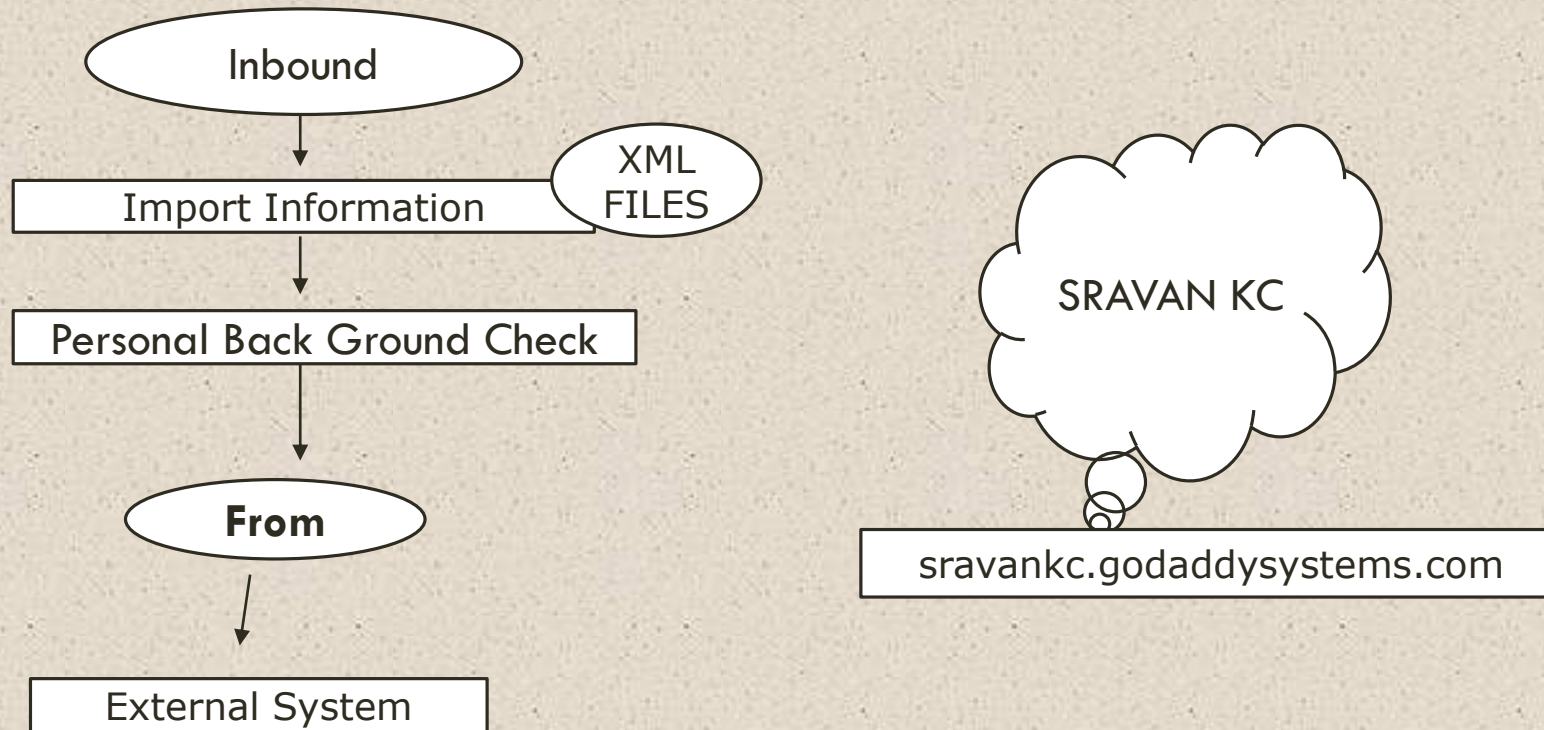 Inbound
XML
FILES
Import Information
Personal Back Ground Check
From
External System
SRAVAN KC
sravankc.godaddysystems.com